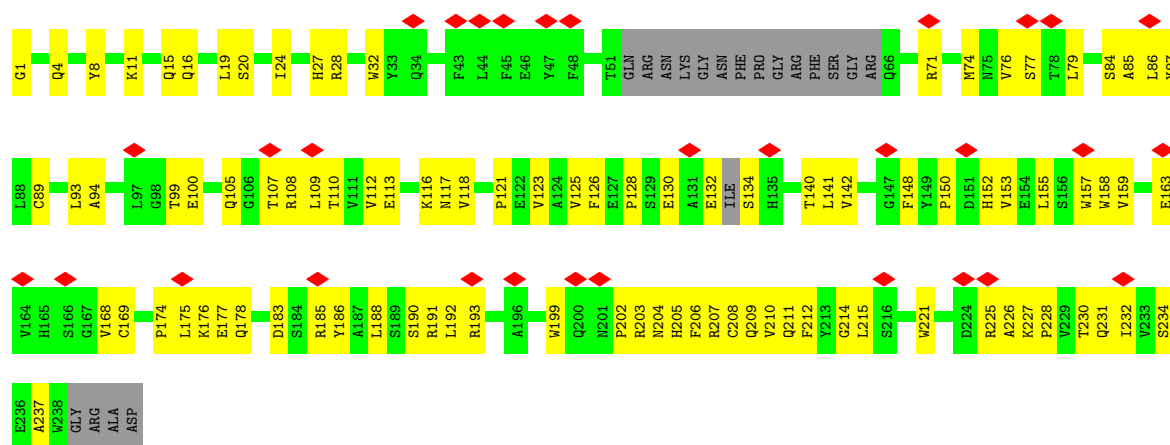 G1 Q4 Y8 K11 Q15 Q16 L19 S20 I24 H27 R28 W32 Y33 Q34 F43 L44 F45 E46 Y47 F48 T51 GLN ARG ASN LYS GLY ASN PHE PRO GLY ARG PHE SER GLY ARG Q66 R71 M74 N75 V76 S77 T78 L79 S84 A85 L86 Y87
L88 C89 L93 A94 L97 G98 T99 E100 Q105 G106 T107 R108 L109 T110 V111 V112 E113 K116 N117 V118 P121 E122 V123 A124 V125 F126 E127 P128 S129 E130 A131 E132 ILE S134 H135 T140 L141 V142 G147 F148 Y149 P150 D151 H152 V153 E154 L155 S156 W157 W158 V159 E163
V164 H165 S166 G167 V168 C169 P174 L175 K176 E177 Q178 D183 S184 R185 Y186 A187 L188 S189 S190 R191 L192 R193 A196 W199 Q200 N201 P202 R203 N204 H205 F206 R207 C208 Q209 V210 Q211 F212 Y213 G214 L215 S216 W221 D224 R225 A226 K227 P228 V229 T230 Q231 I232 V233 S234
E236 A237 W238 GLY ARG ALA ASP